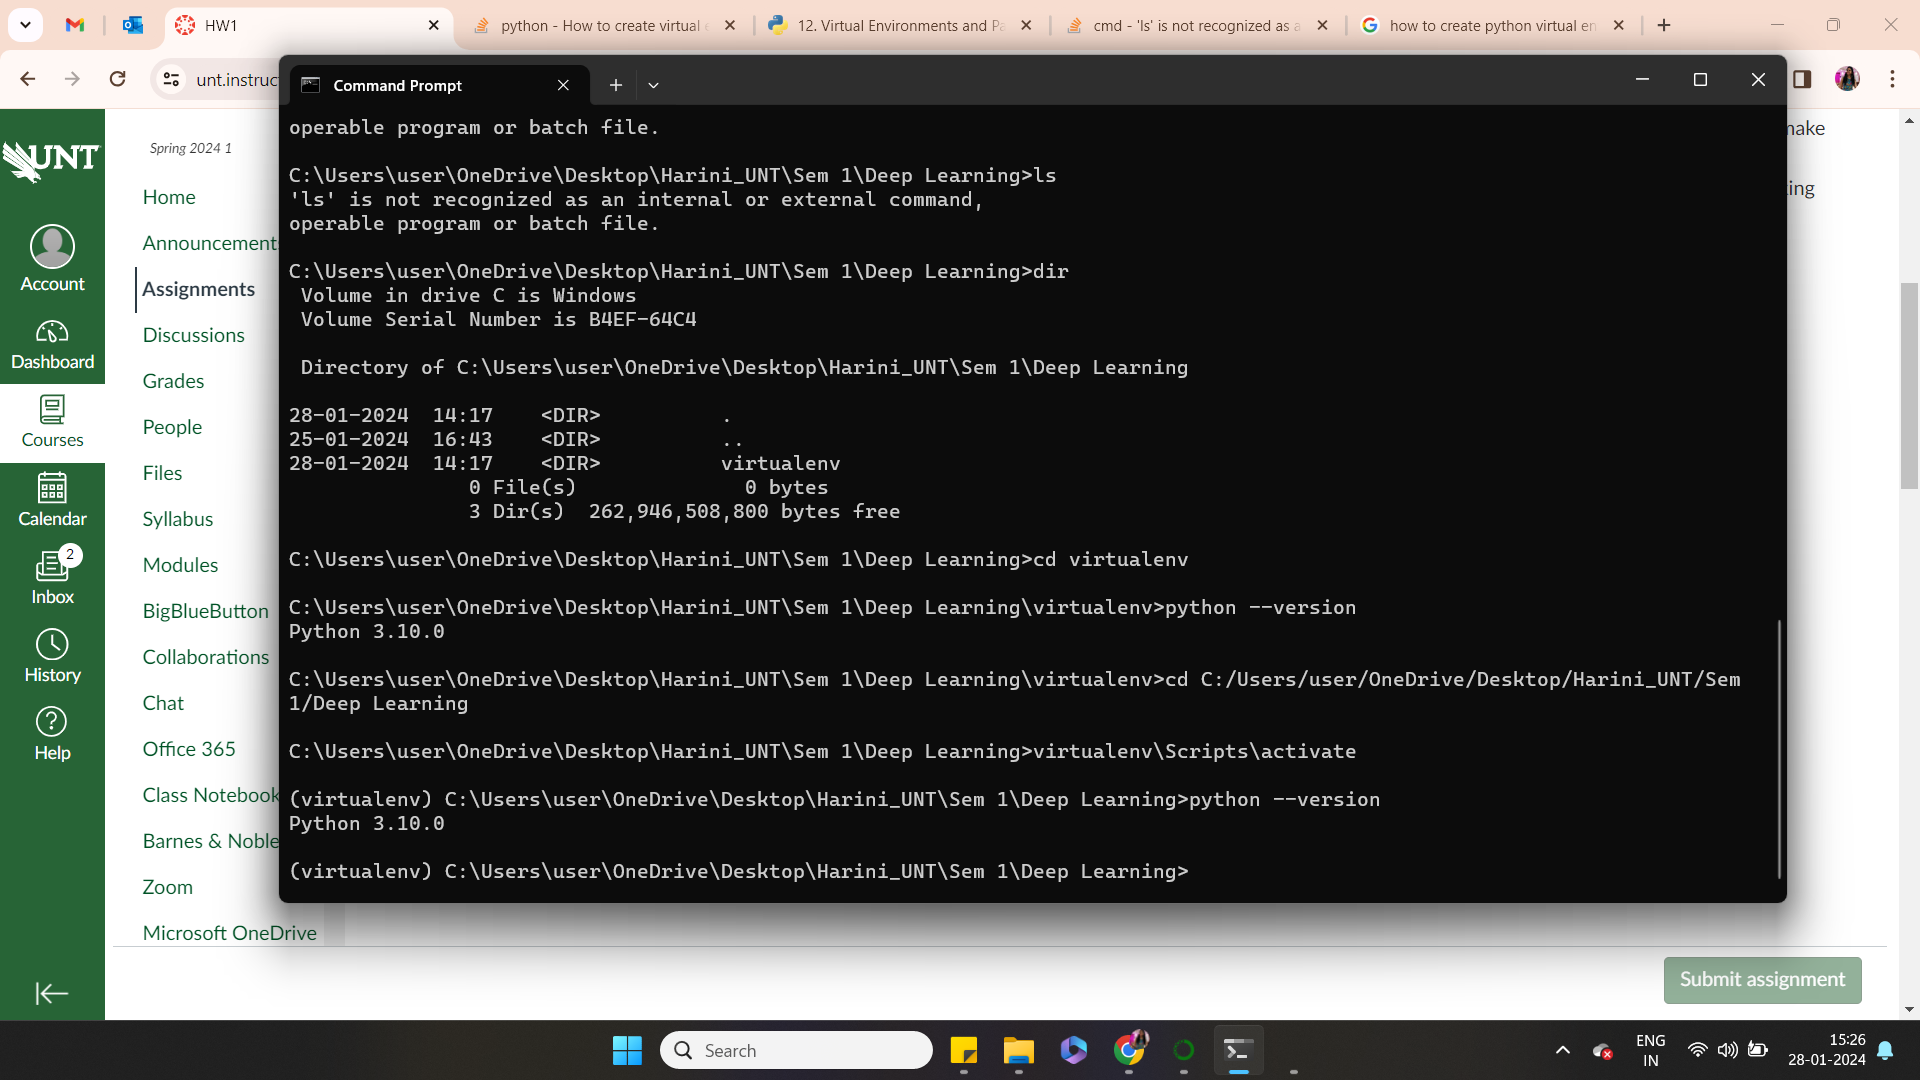 HW1
python - How to create virtual e
12. Virtual Environments and Pa
cmd - 'ls' is not recognized as a
how to create python virtual en
unt.instruc
Command Prompt
operable program or batch file.
C:\Users\user\OneDrive\Desktop\Harini_UNT\Sem 1\Deep Learning>ls
'ls' is not recognized as an internal or external command,
operable program or batch file.
C:\Users\user\OneDrive\Desktop\Harini_UNT\Sem 1\Deep Learning>dir
Volume in drive C is Windows
Volume Serial Number is B4EF-64C4
Directory of C:\Users\user\OneDrive\Desktop\Harini_UNT\Sem 1\Deep Learning
28-01-2024  14:17    <DIR>          .
25-01-2024  16:43    <DIR>          ..
28-01-2024  14:17    <DIR>          virtualenv
0 File(s)              0 bytes
3 Dir(s)  262,946,508,800 bytes free
C:\Users\user\OneDrive\Desktop\Harini_UNT\Sem 1\Deep Learning>cd virtualenv
C:\Users\user\OneDrive\Desktop\Harini_UNT\Sem 1\Deep Learning\virtualenv>python --version
Python 3.10.0
C:\Users\user\OneDrive\Desktop\Harini_UNT\Sem 1\Deep Learning\virtualenv>cd C:/Users/user/OneDrive/Desktop/Harini_UNT/Sem
1/Deep Learning
C:\Users\user\OneDrive\Desktop\Harini_UNT\Sem 1\Deep Learning>virtualenv\Scripts\activate
(virtualenv) C:\Users\user\OneDrive\Desktop\Harini_UNT\Sem 1\Deep Learning>python --version
Python 3.10.0
(virtualenv) C:\Users\user\OneDrive\Desktop\Harini_UNT\Sem 1\Deep Learning>
UNT
Account
Dashboard
Courses
Calendar
2
Inbox
History
Help
Spring 2024 1
Home
Announcement
Assignments
Discussions
Grades
People
Files
Syllabus
Modules
BigBlueButton
Collaborations
Chat
Office 365
Class Notebook
Barnes & Noble
Zoom
Microsoft OneDrive
make
ing
Submit assignment
Search
ENG
IN
15:26
28-01-2024